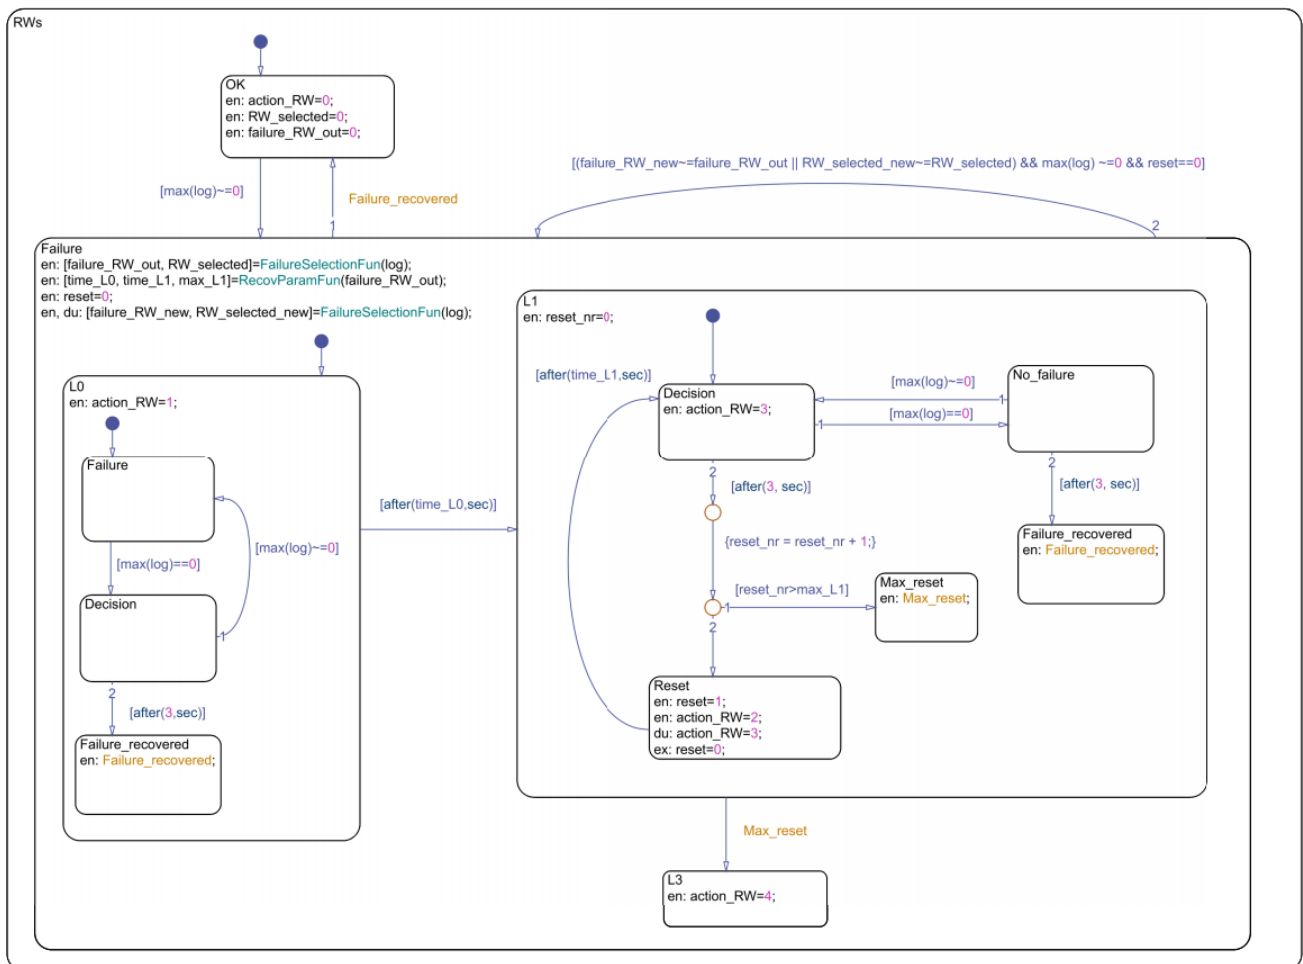 RWs
OK
en: action_RW=0;
en: RW_selected=0;
en: failure_RW_out=0;
[(failure_RW_new~=failure_RW_out || RW_selected_new~=RW_selected) && max(log) ~=0 && reset==0]
[max(log)~=0]
Failure_recovered
1
2
Failure
en: [failure_RW_out, RW_selected]=FailureSelectionFun(log);
en: [time_L0, time_L1, max_L1]=RecovParamFun(failure_RW_out);
en: reset=0;
en, du: [failure_RW_new, RW_selected_new]=FailureSelectionFun(log);
L0
en: action_RW=1;
Failure
[max(log)==0]
[max(log)~=0]
Decision
1
2
[after(3,sec)]
Failure_recovered
en: Failure_recovered;
[after(time_L0,sec)]
L1
en: reset_nr=0;
[after(time_L1,sec)]
Decision
en: action_RW=3;
[max(log)~=0]
1
1
[max(log)==0]
No_failure
2
[after(3, sec)]
2
[after(3, sec)]
Failure_recovered
en: Failure_recovered;
{reset_nr = reset_nr + 1;}
[reset_nr>max_L1]
1
2
Max_reset
en: Max_reset;
Reset
en: reset=1;
en: action_RW=2;
du: action_RW=3;
ex: reset=0;
Max_reset
L3
en: action_RW=4;